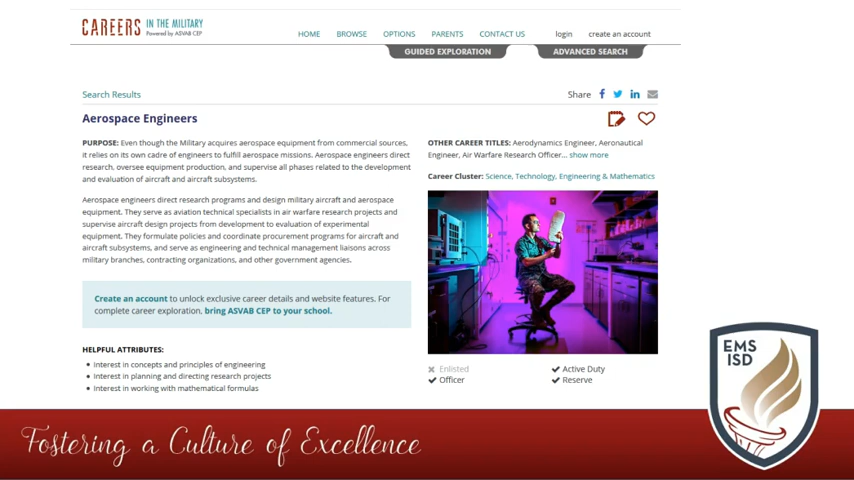 CAREERS IN THE MILITARY
Powered by ASVAB CEP
HOME BROWSE OPTIONS PARENTS CONTACT US login create an account
GUIDED EXPLORATION ADVANCED SEARCH
Search Results
Share
Aerospace Engineers
PURPOSE: Even though the Military acquires aerospace equipment from commercial sources,
it relies on its own cadre of engineers to fulfill aerospace missions. Aerospace engineers direct
research, oversee equipment production, and supervise all phases related to the development
and evaluation of aircraft and aircraft subsystems.
Aerospace engineers direct research programs and design military aircraft and aerospace
equipment. They serve as aviation technical specialists in air warfare research projects and
supervise aircraft design projects from development to evaluation of experimental
equipment. They formulate policies and coordinate procurement programs for aircraft and
aircraft subsystems, and serve as engineering and technical management liaisons across
military branches, contracting organizations, and other government agencies.
Create an account to unlock exclusive career details and website features. For
complete career exploration, bring ASVAB CEP to your school.
HELPFUL ATTRIBUTES:
Interest in concepts and principles of engineering
Interest in planning and directing research projects
Interest in working with mathematical formulas
OTHER CAREER TITLES: Aerodynamics Engineer, Aeronautical
Engineer, Air Warfare Research Officer... show more
Career Cluster: Science, Technology, Engineering & Mathematics
Enlisted
Officer
Active Duty
Reserve
EMS
ISD
Fostering a Culture of Excellence